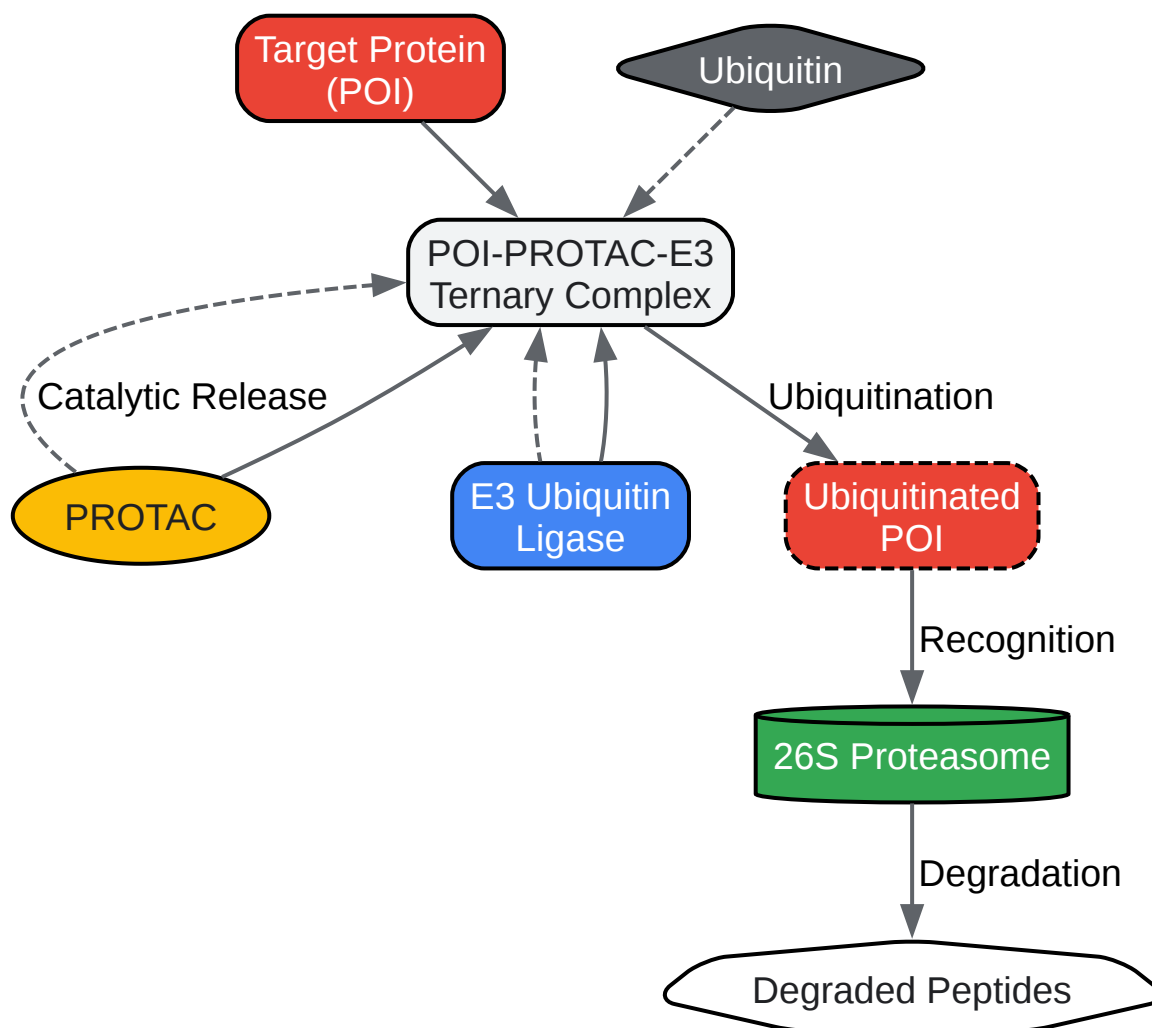 Target Protein
(POI)
Ubiquitin
POI-PROTAC-E3
Ternary Complex
Catalytic Release
Ubiquitination
PROTAC
E3 Ubiquitin
Ligase
Ubiquitinated
POI
Recognition
26S Proteasome
Degradation
Degraded Peptides